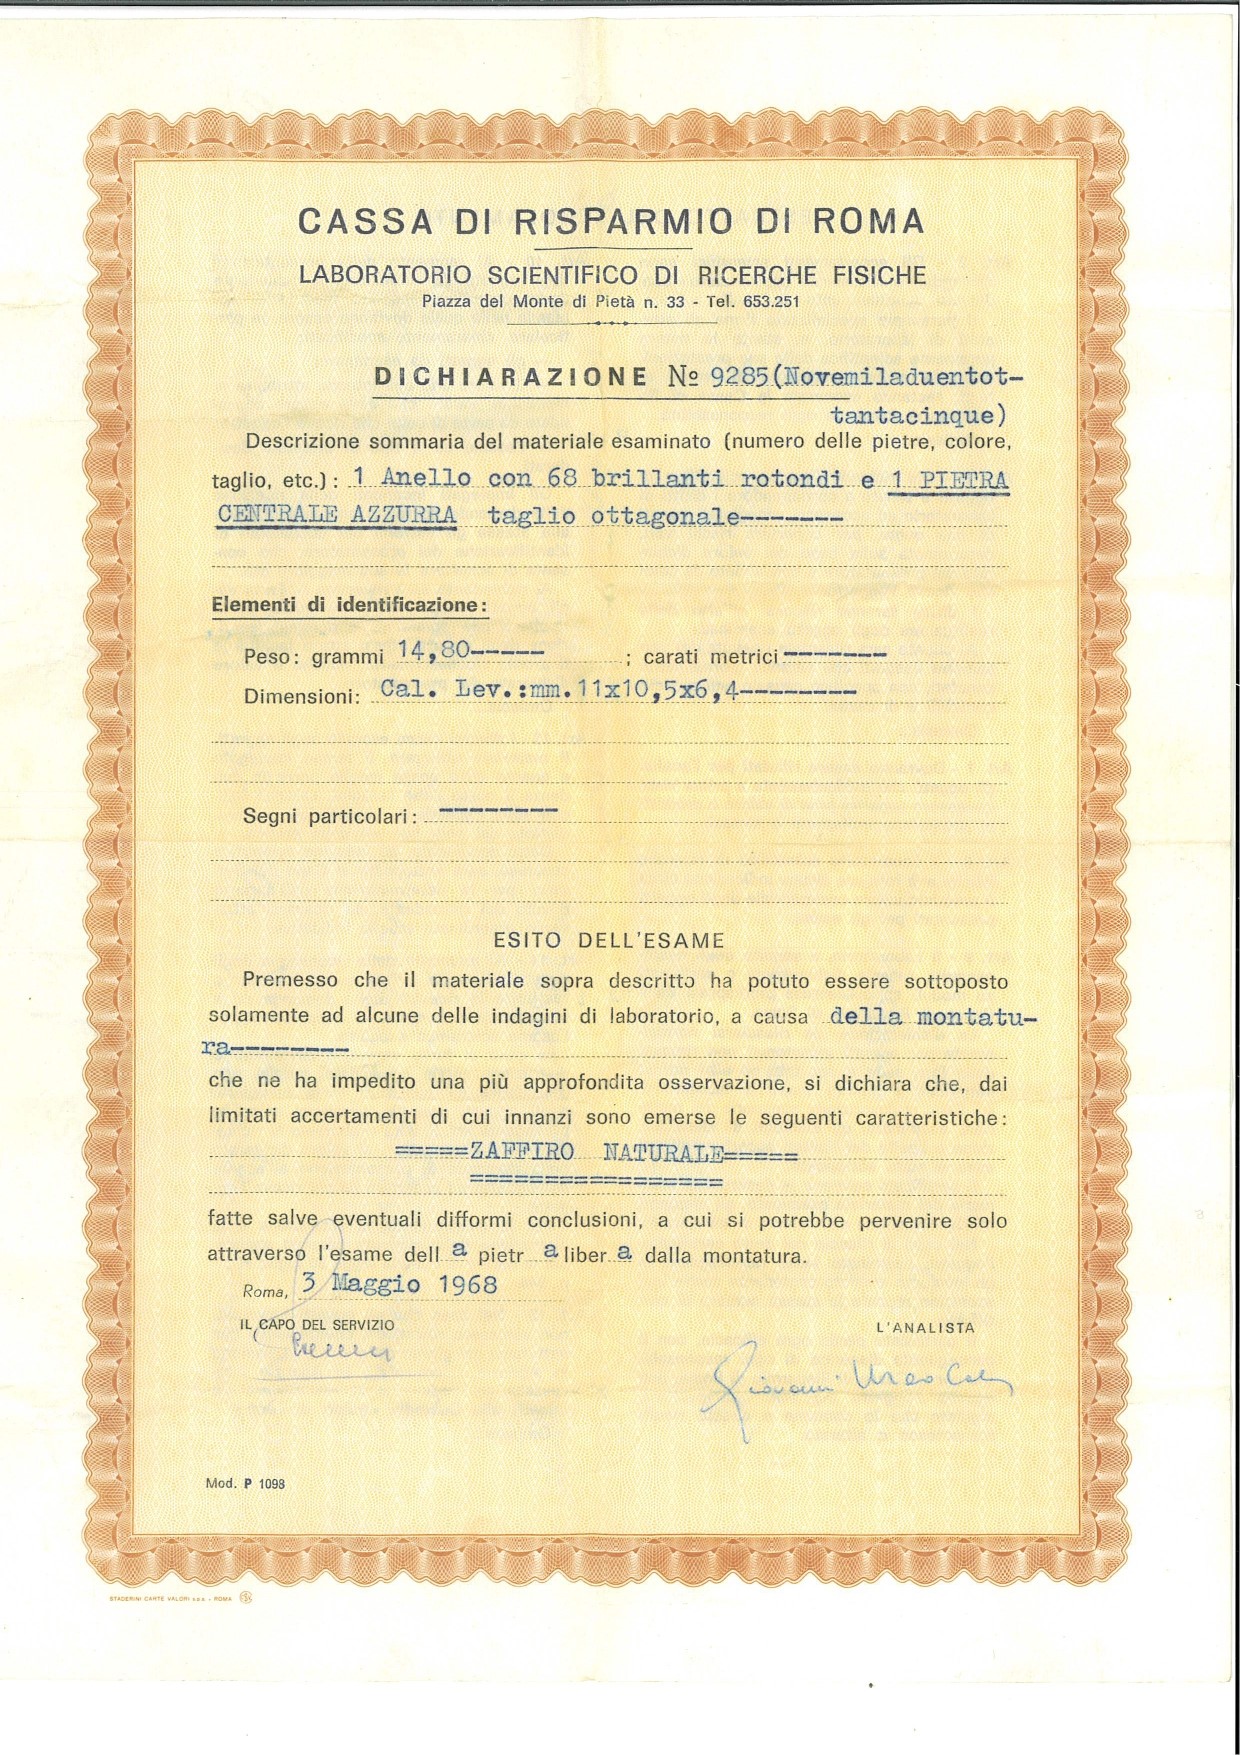 CASSA DI RISPARMIO DI ROMA
LABORATORIO SCIENTIFICO DI RICERCHE FISICHE
Piazza del Monte di Pietà n. 33 - Tel. 653.251
DICHIARAZIONE Nº 9285(Novemiladuentot-
tantacinque)
Descrizione sommaria del materiale esaminato (numero delle pietre, colore,
taglio, etc.) : 1 Anello con 68 brillanti rotondi e 1 PIETRA
CENTRALE AZZURRA taglio ottagonale-------
Elementi di identificazione:
Peso: grammi 14,80----- ; carati metrici-------
Dimensioni: Cal. Lev.:mm.11x10,5x6,4--------
Segni particolari: --------
ESITO DELL'ESAME
Premesso che il materiale sopra descritto ha potuto essere sottoposto
solamente ad alcune delle indagini di laboratorio, a causa della montatu-
ra--------
che ne ha impedito una più approfondita osservazione, si dichiara che, dai
limitati accertamenti di cui innanzi sono emerse le seguenti caratteristiche:
=====ZAFFIRO NATURALE=====
=================
fatte salve eventuali difformi conclusioni, a cui si potrebbe pervenire solo
attraverso l'esame dell a pietr a liber a dalla montatura.
Roma, 3 Maggio 1968
IL CAPO DEL SERVIZIO
L'ANALISTA
Giovanni
Mod. P 1098
STADERINI CARTE VALORI s.p.a. - ROMA